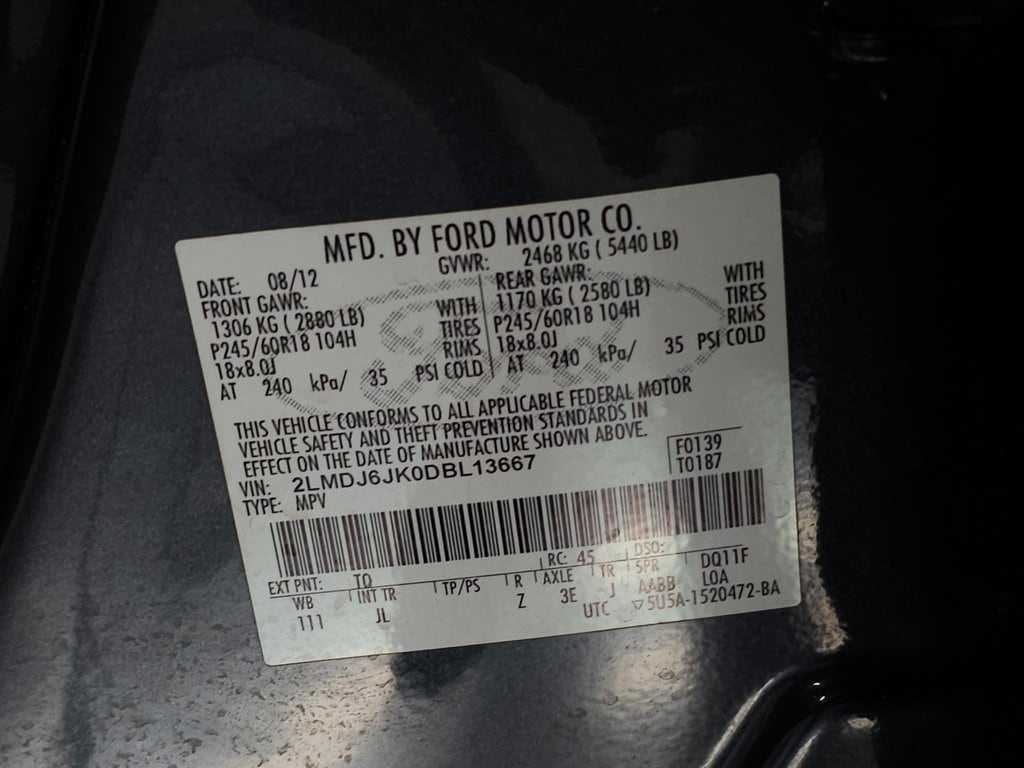 MFD. BY FORD MOTOR CO.
DATE: 08/12 GVWR: 2468 KG ( 5440 LB)
FRONT GAWR: REAR GAWR:
1306 KG ( 2880 LB) WITH 1170 KG ( 2580 LB) WITH
P245/60R18 104H TIRES P245/60R18 104H TIRES
18x8.0J RIMS 18x8.0J RIMS
AT 240 kPa/ 35 PSI COLD AT 240 kPa/ 35 PSI COLD
THIS VEHICLE CONFORMS TO ALL APPLICABLE FEDERAL MOTOR
VEHICLE SAFETY AND THEFT PREVENTION STANDARDS IN
EFFECT ON THE DATE OF MANUFACTURE SHOWN ABOVE.
VIN: 2LMDJ6JK0DBL13667 F0139
TYPE: MPV T0187
EXT PNT: TQ RC: 45 DSO:
WB INT TR TP/PS R AXLE TR SPR DQ11F
111 JL Z 3E J AABB LOA
UTC ▽5U5A-1520472-BA